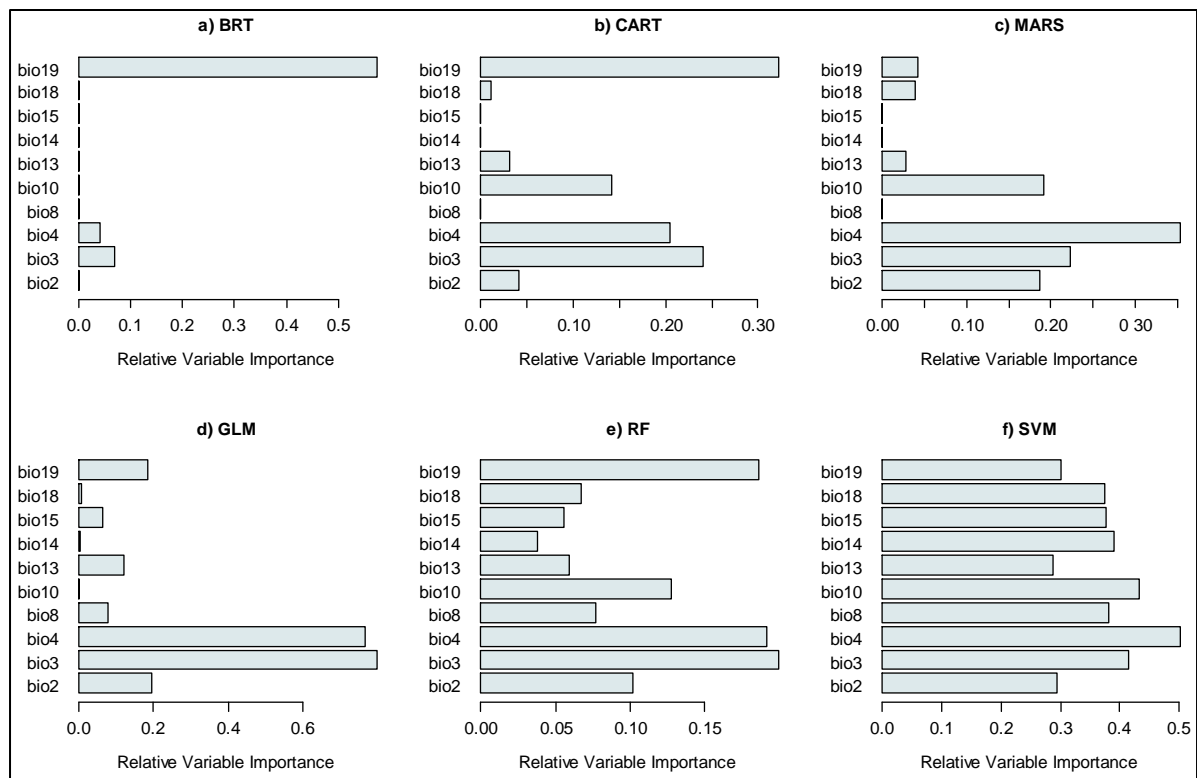 a) BRT
bio19
bio18
bio15
bio14
bio13
bio10
bio8
bio4
bio3
bio2
0.0 0.1 0.2 0.3 0.4 0.5
Relative Variable Importance
b) CART
bio19
bio18
bio15
bio14
bio13
bio10
bio8
bio4
bio3
bio2
0.00 0.10 0.20 0.30
Relative Variable Importance
c) MARS
bio19
bio18
bio15
bio14
bio13
bio10
bio8
bio4
bio3
bio2
0.00 0.10 0.20 0 30
Relative Variable Importance
d) GLM
bio19
bio18
bio15
bio14
bio13
bio10
bio8
bio4
bio3
bio2
0.0 0.2 0.4 0.6
Relative Variable Importance
e) RF
bio19
bio18
bio15
bio14
bio13
bio10
bio8
bio4
bio3
bio2
0.00 0.05 0.10 0.15
Relative Variable Importance
f) SVM
bio19
bio18
bio15
bio14
bio13
bio10
bio8
bio4
bio3
bio2
0.0 0.1 0.2 0.3 0.4 0.5
Relative Variable Importance